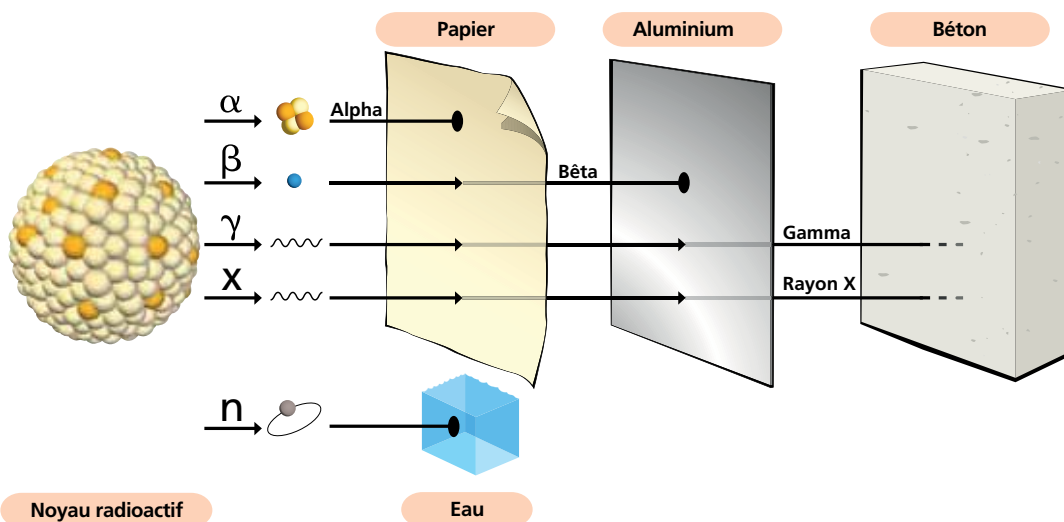 Papier
Aluminium
Béton
α
Alpha
β
Bêta
γ
Gamma
X
Rayon X
n
Noyau radioactif
Eau